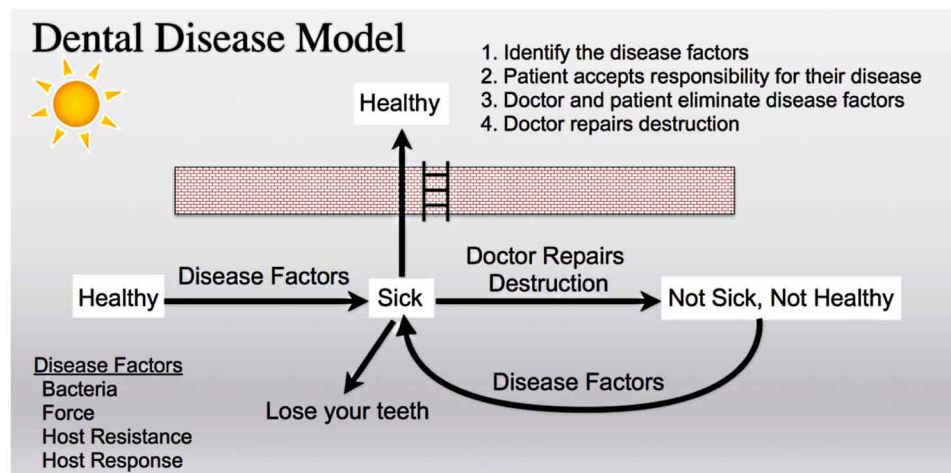 Dental Disease Model
1. Identify the disease factors
2. Patient accepts responsibility for their disease
3. Doctor and patient eliminate disease factors
4. Doctor repairs destruction
Healthy
Healthy
Disease Factors
Sick
Doctor Repairs
Destruction
Not Sick, Not Healthy
Disease Factors
Lose your teeth
Disease Factors
Bacteria
Force
Host Resistance
Host Response